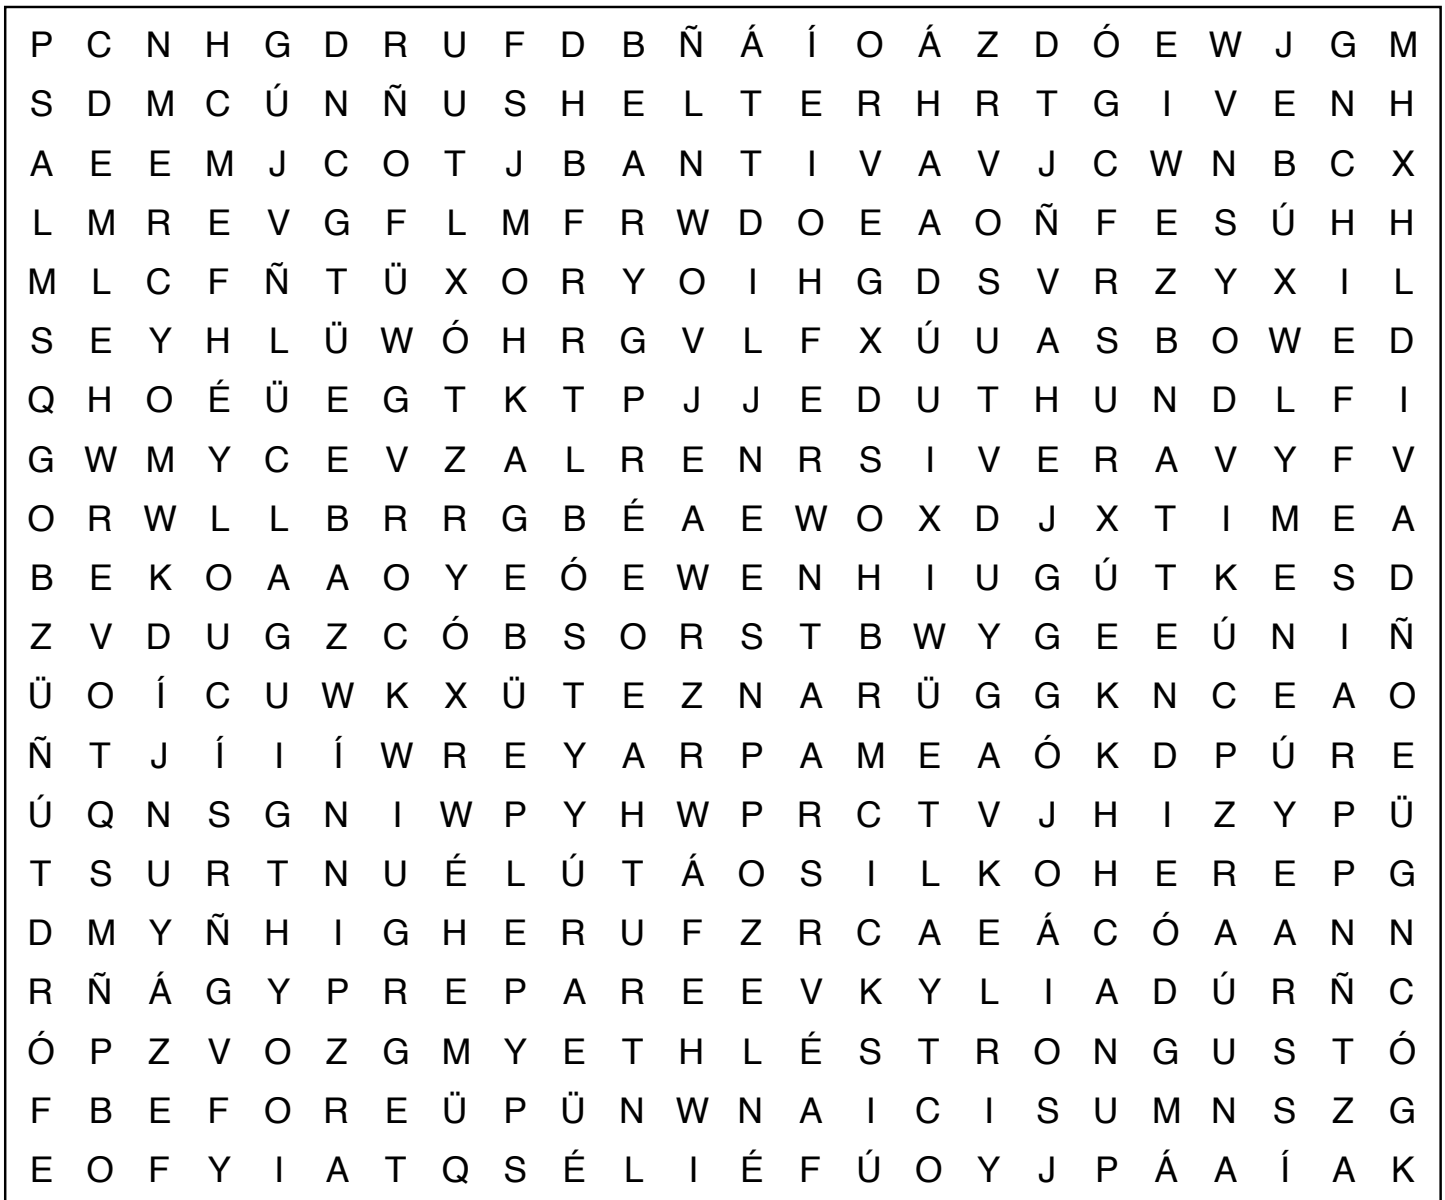 P C N H G D R U F D B Ñ Á Í O Á Z D Ó E W J G M
S D M C Ú N Ñ U S H E L T E R H R T G I V E N H
A E E M J C O T J B A N T I V A V J C W N B C X
L M R E V G F L M F R W D O E A O Ñ F E S Ú H H
M L C F Ñ T Ü X O R Y O I H G D S V R Z Y X I L
S E Y H L Ü W Ó H R G V L F X Ú U A S B O W E D
Q H O É Ü E G T K T P J J E D U T H U N D L F I
G W M Y C E V Z A L R E N R S I V E R A V Y F V
O R W L L B R R G B É A E W O X D J X T I M E A
B E K O A A O Y E Ó E W E N H I U G Ú T K E S D
Z V D U G Z C Ó B S O R S T B W Y G E E Ú N I Ñ
Ü O Í C U W K X Ü T E Z N A R Ü G G K N C E A O
Ñ T J Í I Í W R E Y A R P A M E A Ó K D P Ú R E
Ú Q N S G N I W P Y H W P R C T V J H I Z Y P Ü
T S U R T N U É L Ú T Á O S I L K O H E R E P G
D M Y Ñ H I G H E R U F Z R C A E Á C Ó A A N N
R Ñ Á G Y P R E P A R E E V K Y L I A D Ú R Ñ C
Ó P Z V O Z G M Y E T H L É S T R O N G U S T Ó
F B E F O R E Ü P Ü N W N A I C I S U M N S Z G
E O F Y I A T Q S É L I É F Ú O Y J P Á A Í A K